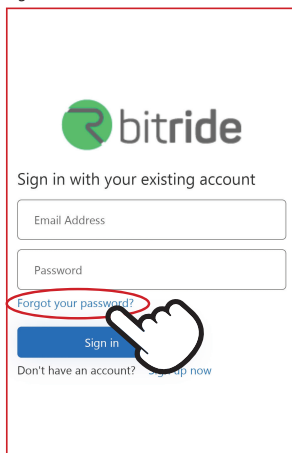 bitride
Sign in with your existing account
Email Address
Password
Forgot your password?
Sign in
Don't have an account? Sign up now